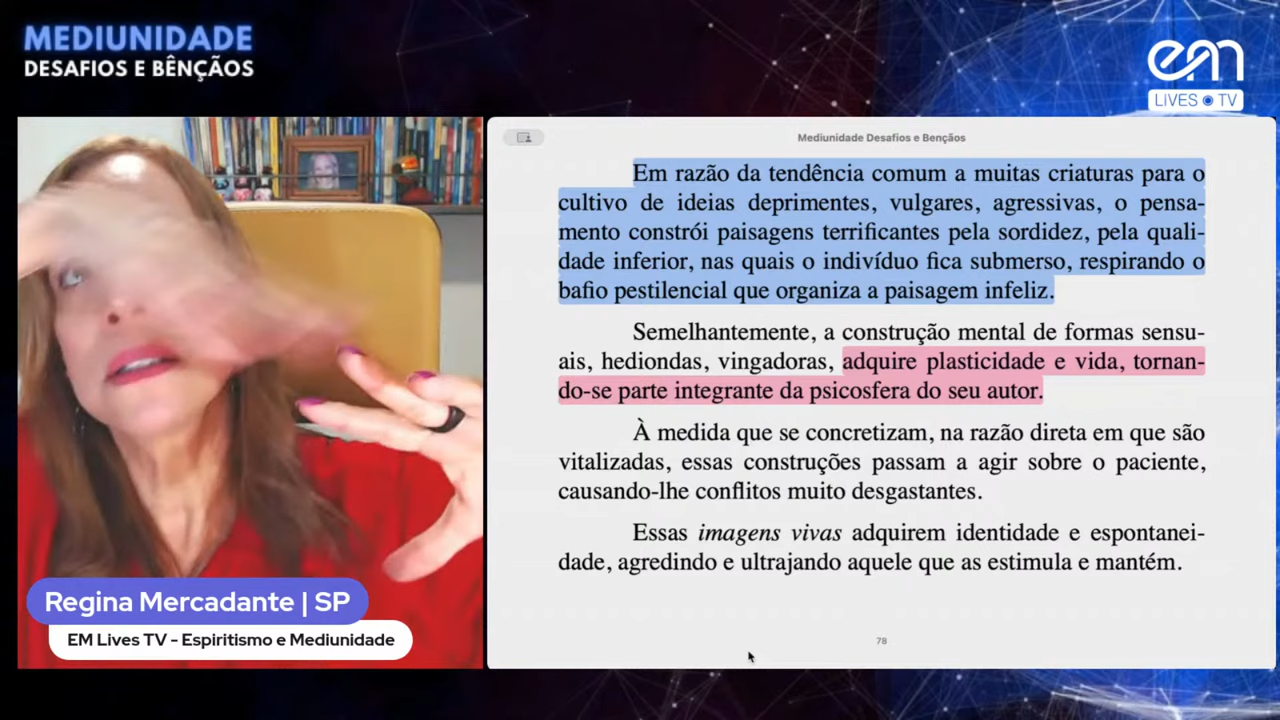 MEDIUNIDADE
DESAFIOS E BÊNÇÃOS
em
LIVES TV
Mediunidade Desafios e Bençãos
Em razão da tendência comum a muitas criaturas para o
cultivo de ideias deprimentes, vulgares, agressivas, o pensa-
mento constrói paisagens terrificantes pela sordidez, pela quali-
dade inferior, nas quais o indivíduo fica submerso, respirando o
bafio pestilencial que organiza a paisagem infeliz.
Semelhantemente, a construção mental de formas sensu-
ais, hediondas, vingadoras, adquire plasticidade e vida, tornan-
do-se parte integrante da psicosfera do seu autor.
À medida que se concretizam, na razão direta em que são
vitalizadas, essas construções passam a agir sobre o paciente,
causando-lhe conflitos muito desgastantes.
Essas imagens vivas adquirem identidade e espontanei-
dade, agredindo e ultrajando aquele que as estimula e mantém.
78
Regina Mercadante | SP
EM Lives TV - Espiritismo e Mediunidade